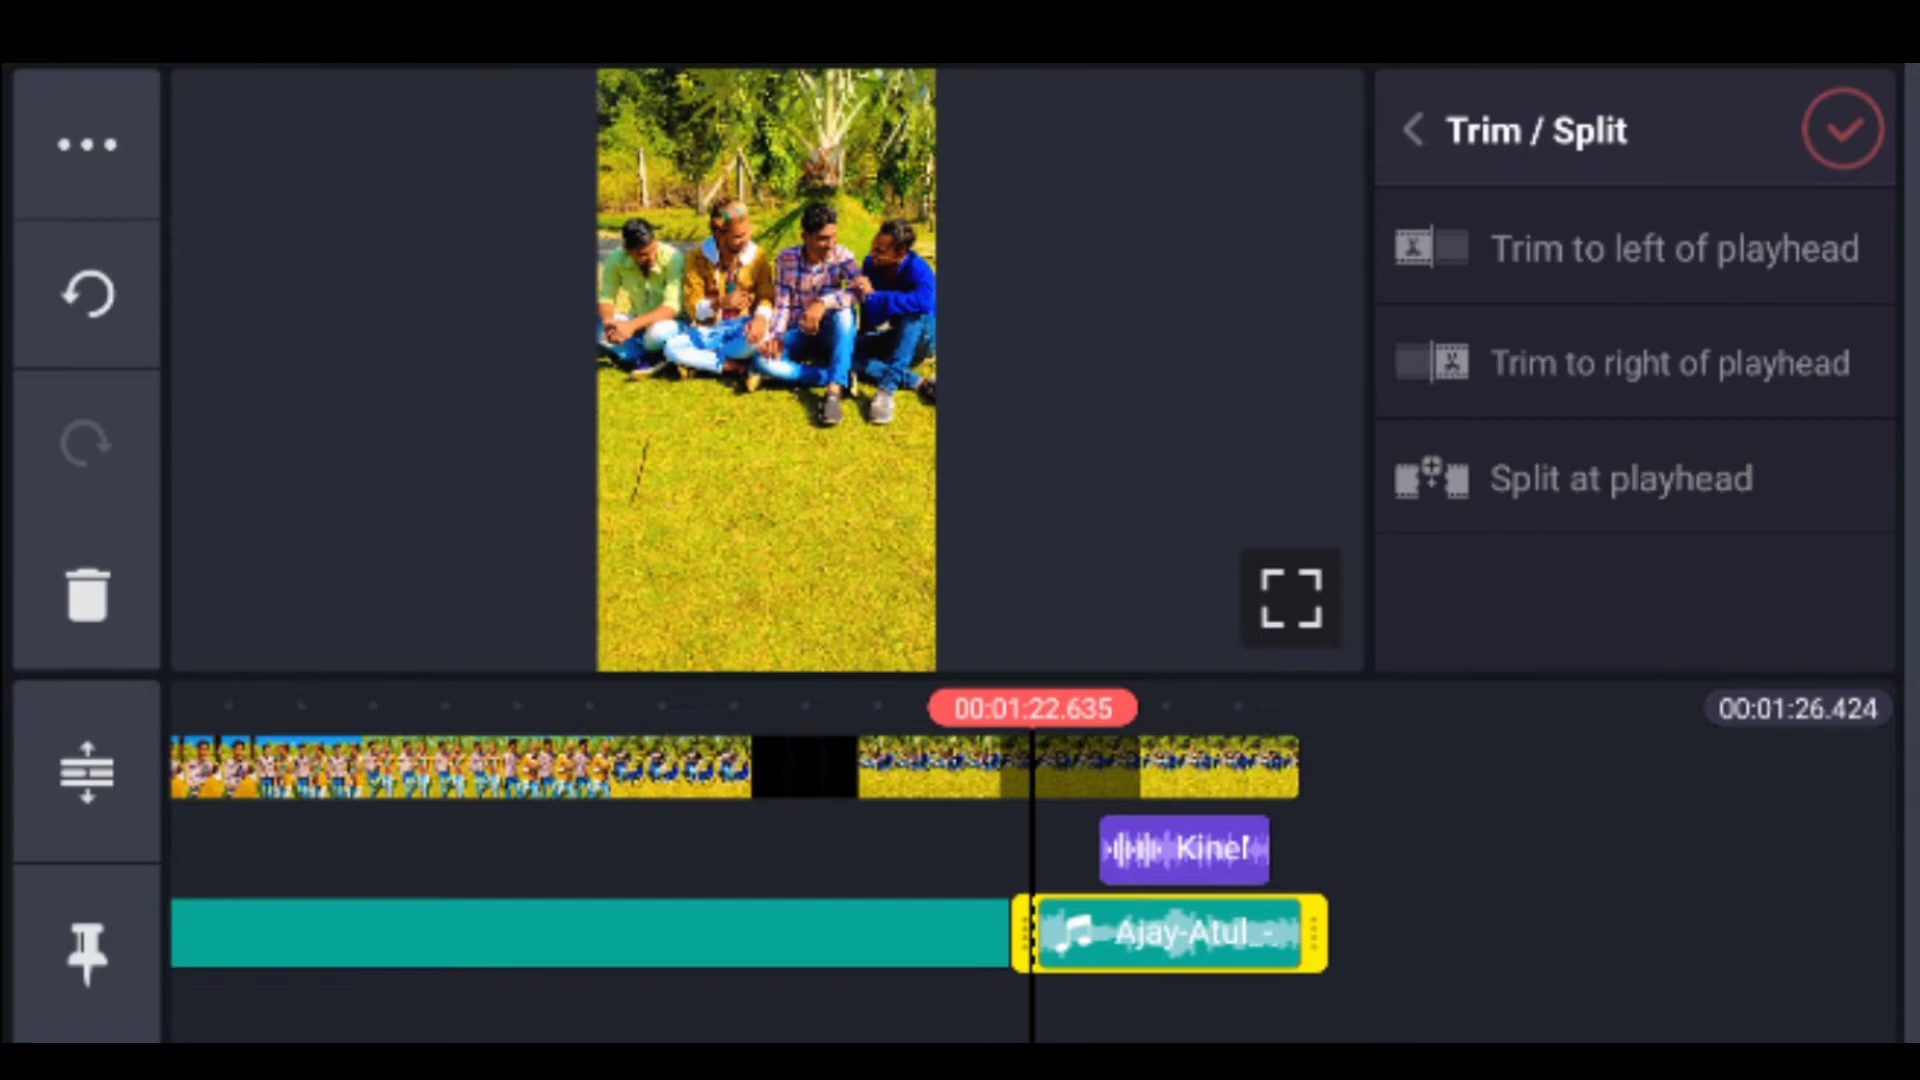 Trim / Split
Trim to left of playhead
Trim to right of playhead
Split at playhead
00:01:22.635
00:01:26.424
Ajay-Atul -